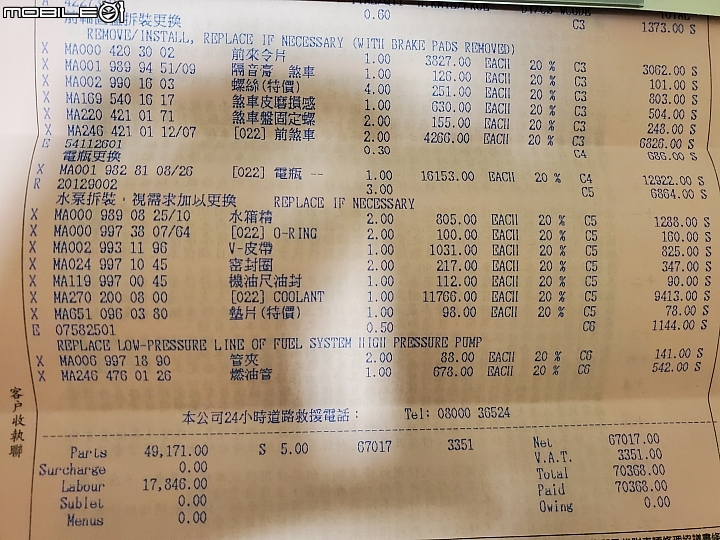 mobile01
0.60
C3 1373.00 S
拆裝更換
REMOVE/INSTALL, REPLACE IF NECESSARY (WITH BRAKE PADS REMOVED)
X MA000 420 30 02 前來令片 1.00 3827.00 EACH 20 % C3 3062.00 S
X MA001 989 94 51/09 隔音膏 煞車 1.00 126.00 EACH 20 % C3 101.00 S
X MA002 990 16 03 螺絲(特價) 4.00 251.00 EACH 20 % C3 803.00 S
X MA169 540 16 17 煞車皮磨損感 1.00 630.00 EACH 20 % C3 504.00 S
X MA220 421 01 71 煞車盤固定螺 2.00 155.00 EACH 20 % C3 248.00 S
X MA246 421 01 12/07 [022] 前煞車 2.00 4266.00 EACH 20 % C3 6826.00 S
E 54112601 0.30 C4 686.00 S
電瓶更換
X MA001 982 81 08/26 [022] 電瓶 -- 1.00 16153.00 EACH 20 % C4 12922.00 S
R 20129002 3.00 C5 6864.00 S
水泵拆裝，視需求加以更換 REPLACE IF NECESSARY
X MA000 989 08 25/10 水箱精 2.00 805.00 EACH 20 % C5 1288.00 S
X MA000 997 38 07/64 [022] O-RING 2.00 100.00 EACH 20 % C5 160.00 S
X MA002 993 11 96 V-皮帶 1.00 1031.00 EACH 20 % C5 825.00 S
X MA024 997 10 45 密封圈 2.00 217.00 EACH 20 % C5 347.00 S
X MA119 997 00 45 機油尺油封 1.00 112.00 EACH 20 % C5 90.00 S
X MA270 200 08 00 [022] COOLANT 1.00 11766.00 EACH 20 % C5 9413.00 S
X MA651 096 03 80 墊片(特價) 1.00 98.00 EACH 20 % C5 78.00 S
E 07582501 0.50 C6 1144.00 S
REPLACE LOW-PRESSURE LINE OF FUEL SYSTEM HIGH PRESSURE PUMP
X MA006 997 18 90 管夾 2.00 88.00 EACH 20 % C6 141.00 S
X MA246 476 01 26 燃油管 1.00 678.00 EACH 20 % C6 542.00 S
客戶收執聯
本公司24小時道路救援電話： Tel: 08000 36524
Parts 49,171.00 S 5.00 67017 3351 Net 67017.00
Surcharge 0.00 V.A.T. 3351.00
Labour 17,846.00 Total 70368.00
Sublet 0.00 Paid 70368.00
Menus 0.00 Owing 0.00